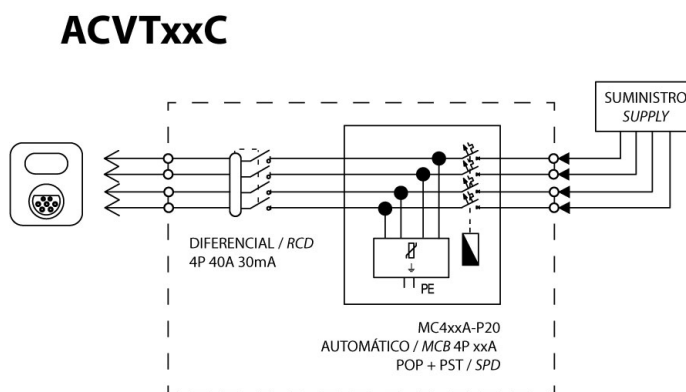 ACVTxxC
SUMINISTRO
SUPPLY
DIFERENCIAL / RCD
4P 40A 30mA
PE
MC4xxA-P20
AUTOMÁTICO / MCB 4P xxA
POP + PST / SPD